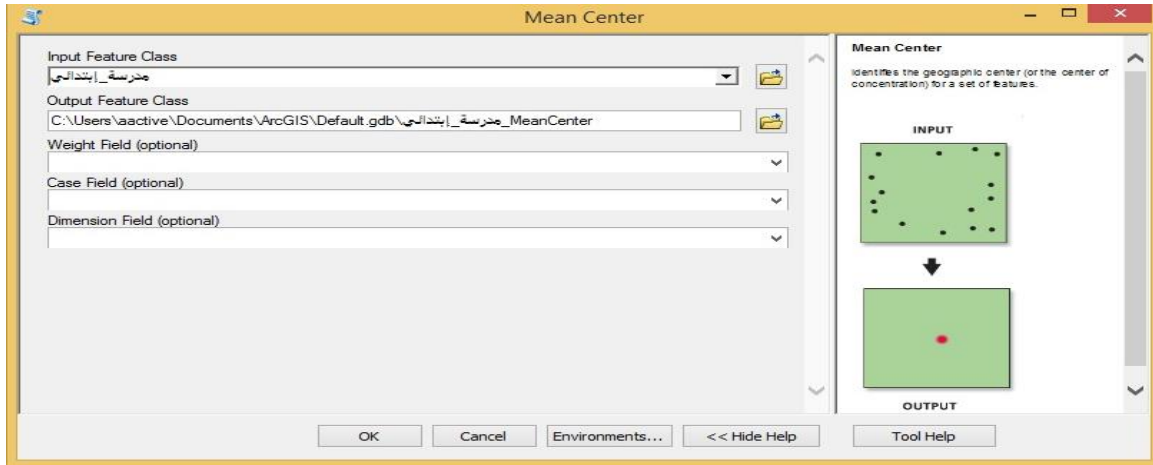 Mean Center
Input Feature Class
مدرسة_إبتدائي
Output Feature Class
C:\Users\aactive\Documents\ArcGIS\Default.gdb\مدرسة_إبتدائي_MeanCenter
Weight Field (optional)
Case Field (optional)
Dimension Field (optional)
OK
Cancel
Environments...
<< Hide Help
Mean Center
Identifies the geographic center (or the center of
concentration) for a set of features.
INPUT
OUTPUT
Tool Help